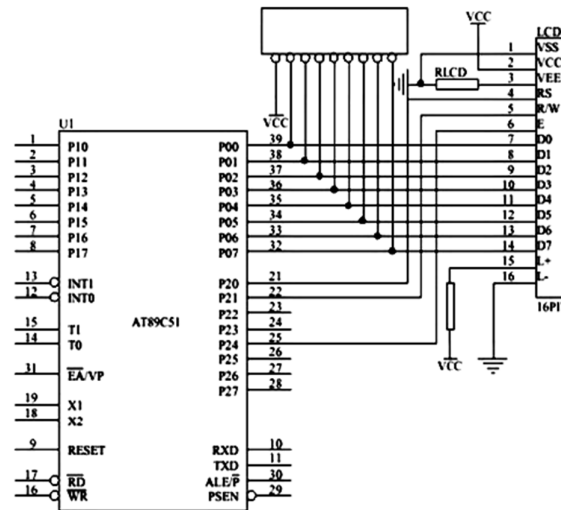 LCD
VCC
1 VSS
2 VCC
RLCD 3 VEE
4 RS
5 R/W
6 E
VCC
U1
1 P10 P00 39 7 D0
2 P11 P01 38 8 D1
3 P12 P02 37 9 D2
4 P13 P03 36 10 D3
5 P14 P04 35 11 D4
6 P15 P05 34 12 D5
7 P16 P06 33 13 D6
8 P17 P07 32 14 D7
15 L+
13 INT1 P20 21 16 L-
12 INT0 P21 22
P22 23
AT89C51
15 T1 P23 24
14 T0 P24 25
P25 26
31 EA/VP P26 27
P27 28
VCC
19 X1
18 X2
9 RESET RXD 10
TXD 11
17 RD ALE/P 30
16 WR PSEN 29